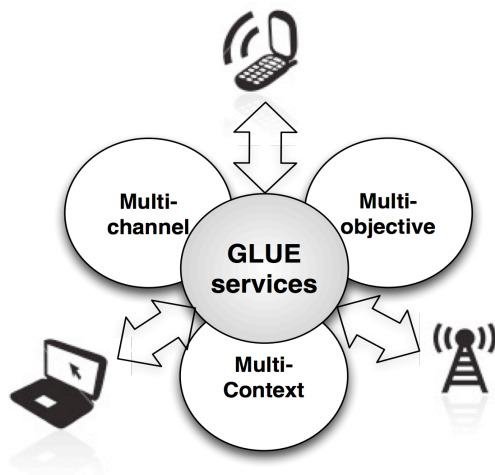 Multi-
channel
Multi-
objective
GLUE
services
Multi-
Context